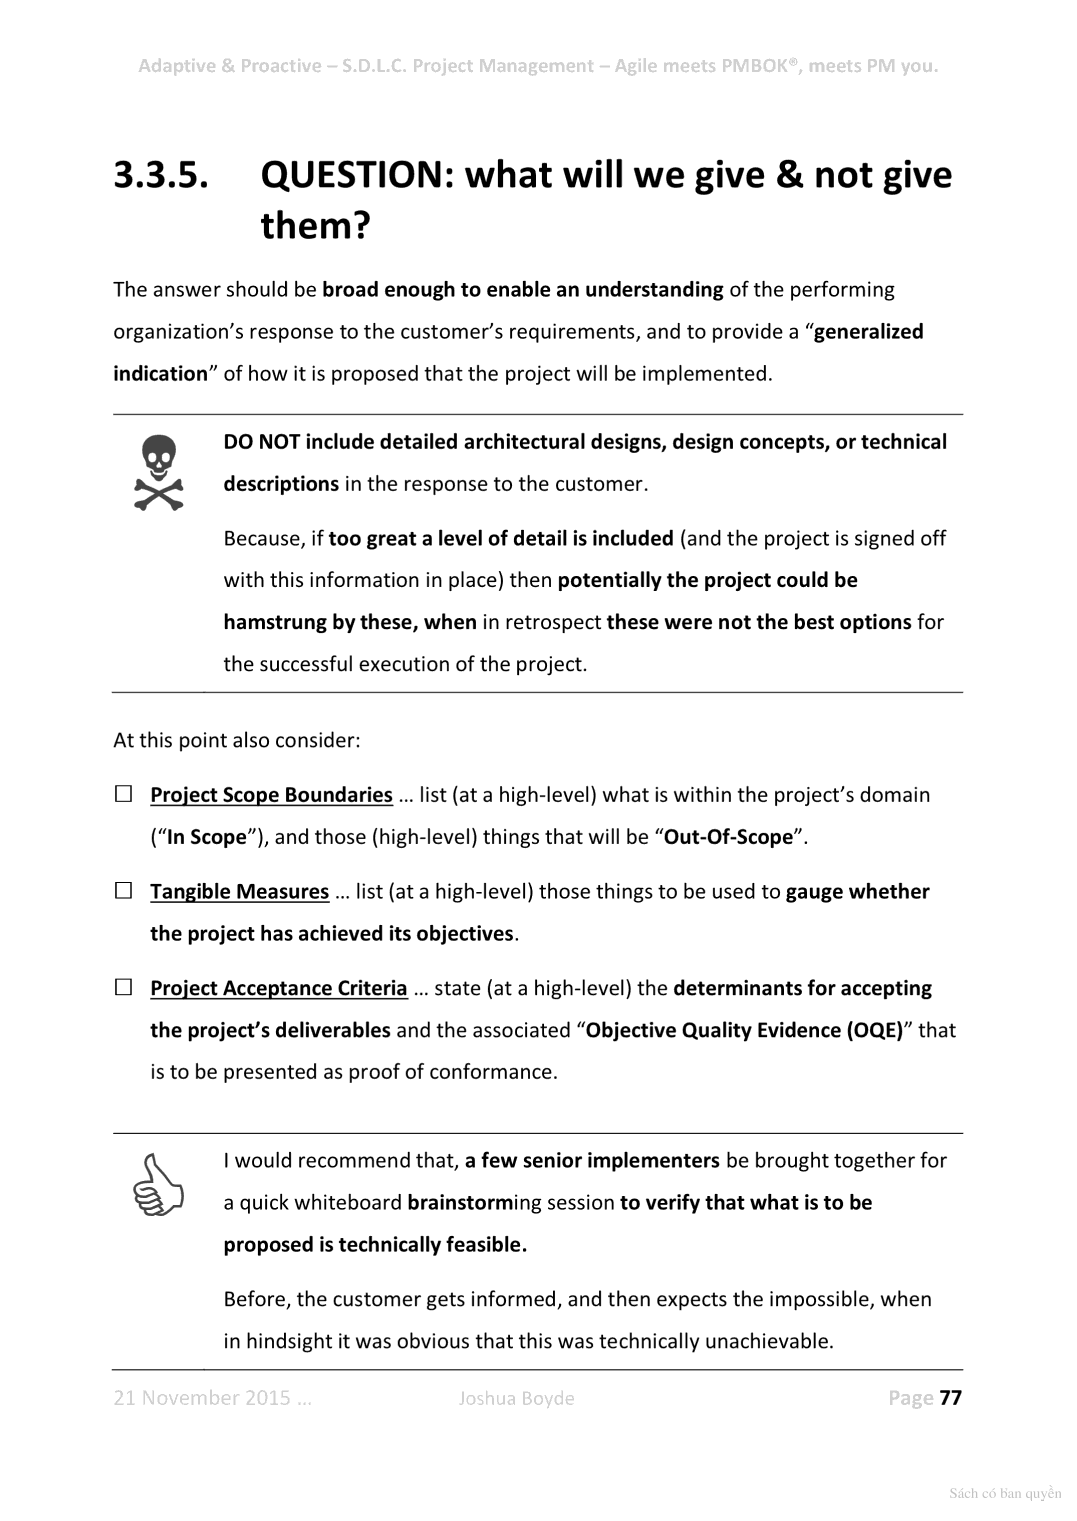 Adaptive & Proactive – S.D.L.C. Project Management – Agile meets PMBOK®, meets PM you.
3.3.5. QUESTION: what will we give & not give
them?
The answer should be broad enough to enable an understanding of the performing
organization’s response to the customer’s requirements, and to provide a “generalized
indication” of how it is proposed that the project will be implemented.
DO NOT include detailed architectural designs, design concepts, or technical
descriptions in the response to the customer.
Because, if too great a level of detail is included (and the project is signed off
with this information in place) then potentially the project could be
hamstrung by these, when in retrospect these were not the best options for
the successful execution of the project.
At this point also consider:
☐ Project Scope Boundaries … list (at a high-level) what is within the project’s domain
(“In Scope”), and those (high-level) things that will be “Out-Of-Scope”.
☐ Tangible Measures … list (at a high-level) those things to be used to gauge whether
the project has achieved its objectives.
☐ Project Acceptance Criteria … state (at a high-level) the determinants for accepting
the project’s deliverables and the associated “Objective Quality Evidence (OQE)” that
is to be presented as proof of conformance.
I would recommend that, a few senior implementers be brought together for
a quick whiteboard brainstorming session to verify that what is to be
proposed is technically feasible.
Before, the customer gets informed, and then expects the impossible, when
in hindsight it was obvious that this was technically unachievable.
21 November 2015 … Joshua Boyde Page 77
Sách có bản quyền